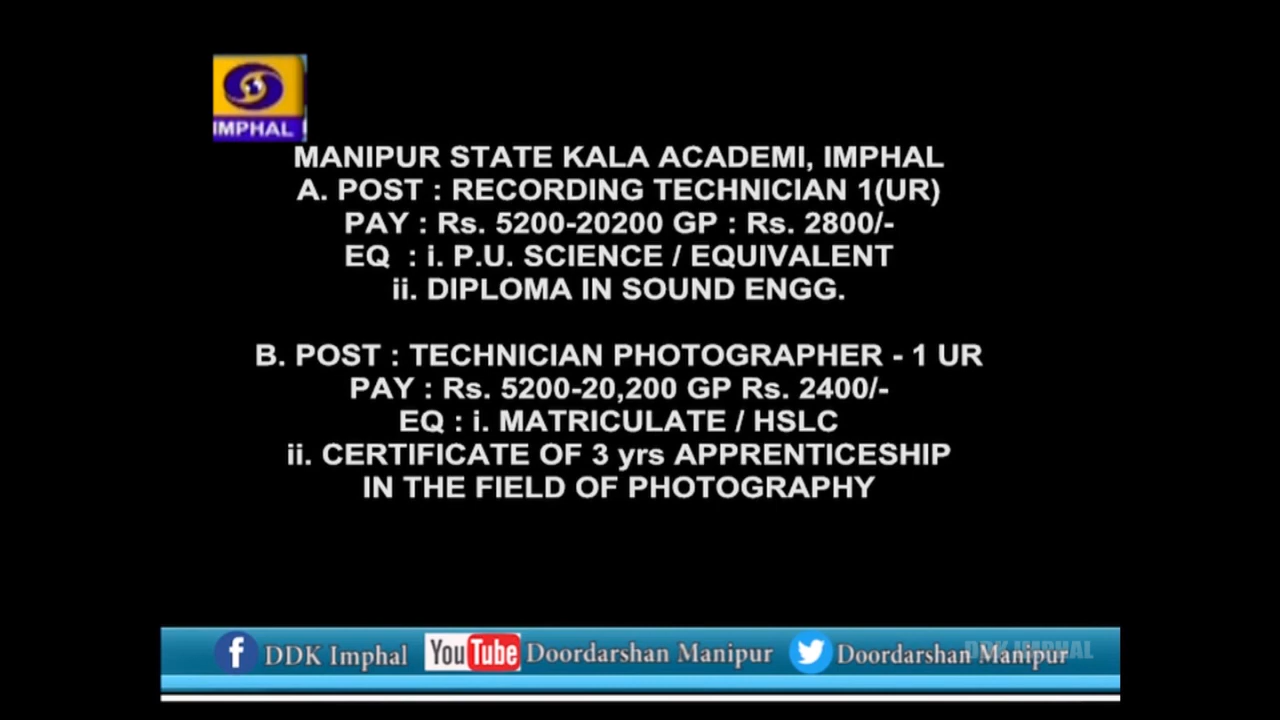 IMPHAL
MANIPUR STATE KALA ACADEMI, IMPHAL
A. POST : RECORDING TECHNICIAN 1(UR)
PAY : Rs. 5200-20200 GP : Rs. 2800/-
EQ : i. P.U. SCIENCE / EQUIVALENT
ii. DIPLOMA IN SOUND ENGG.
B. POST : TECHNICIAN PHOTOGRAPHER - 1 UR
PAY : Rs. 5200-20,200 GP Rs. 2400/-
EQ : i. MATRICULATE / HSLC
ii. CERTIFICATE OF 3 yrs APPRENTICESHIP
IN THE FIELD OF PHOTOGRAPHY
f DDK Imphal YouTube Doordarshan Manipur Doordarshan Manipur
DDK IMPHAL